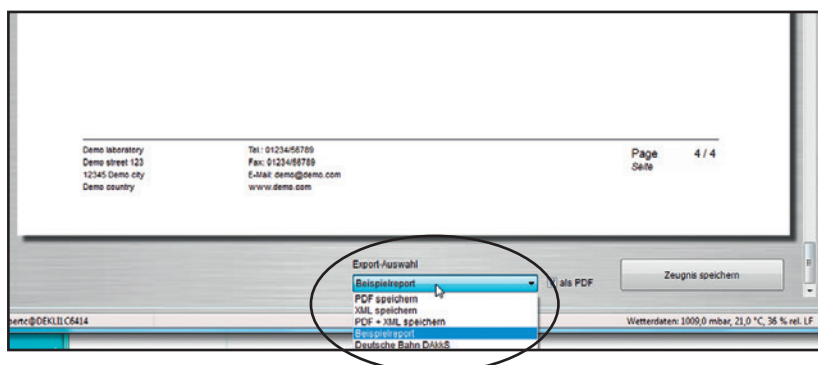 Demo laboratory
Demo street 123
12345 Demo city
Demo country
Tel.: 01234/56789
Fax: 01234/56789
E-Mail: demo@demo.com
www.demo.com
Page 4 / 4
Seite
Export-Auswahl
Beispielreport
als PDF
Zeugnis speichern
PDF speichern
XML speichern
PDF + XML speichern
Beispielreport
Deutsche Bahn DAkkS
Wetterdaten: 1009,0 mbar, 21,0 °C, 36 % rel. LF